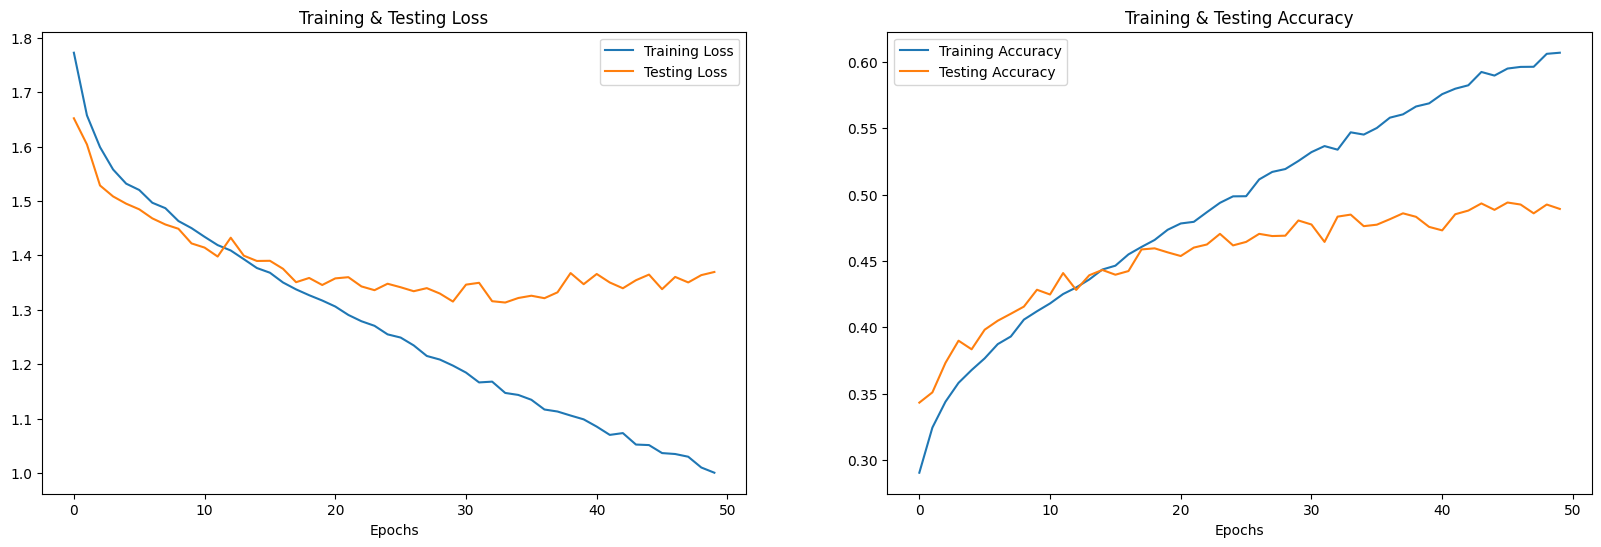 Training & Testing Loss
1.8
1.7
1.6
1.5
1.4
1.3
1.2
1.1
1.0
Training Loss
Testing Loss
0 10 20 30 40 50
Epochs
Training & Testing Accuracy
0.60
0.55
0.50
0.45
0.40
0.35
0.30
Training Accuracy
Testing Accuracy
0 10 20 30 40 50
Epochs